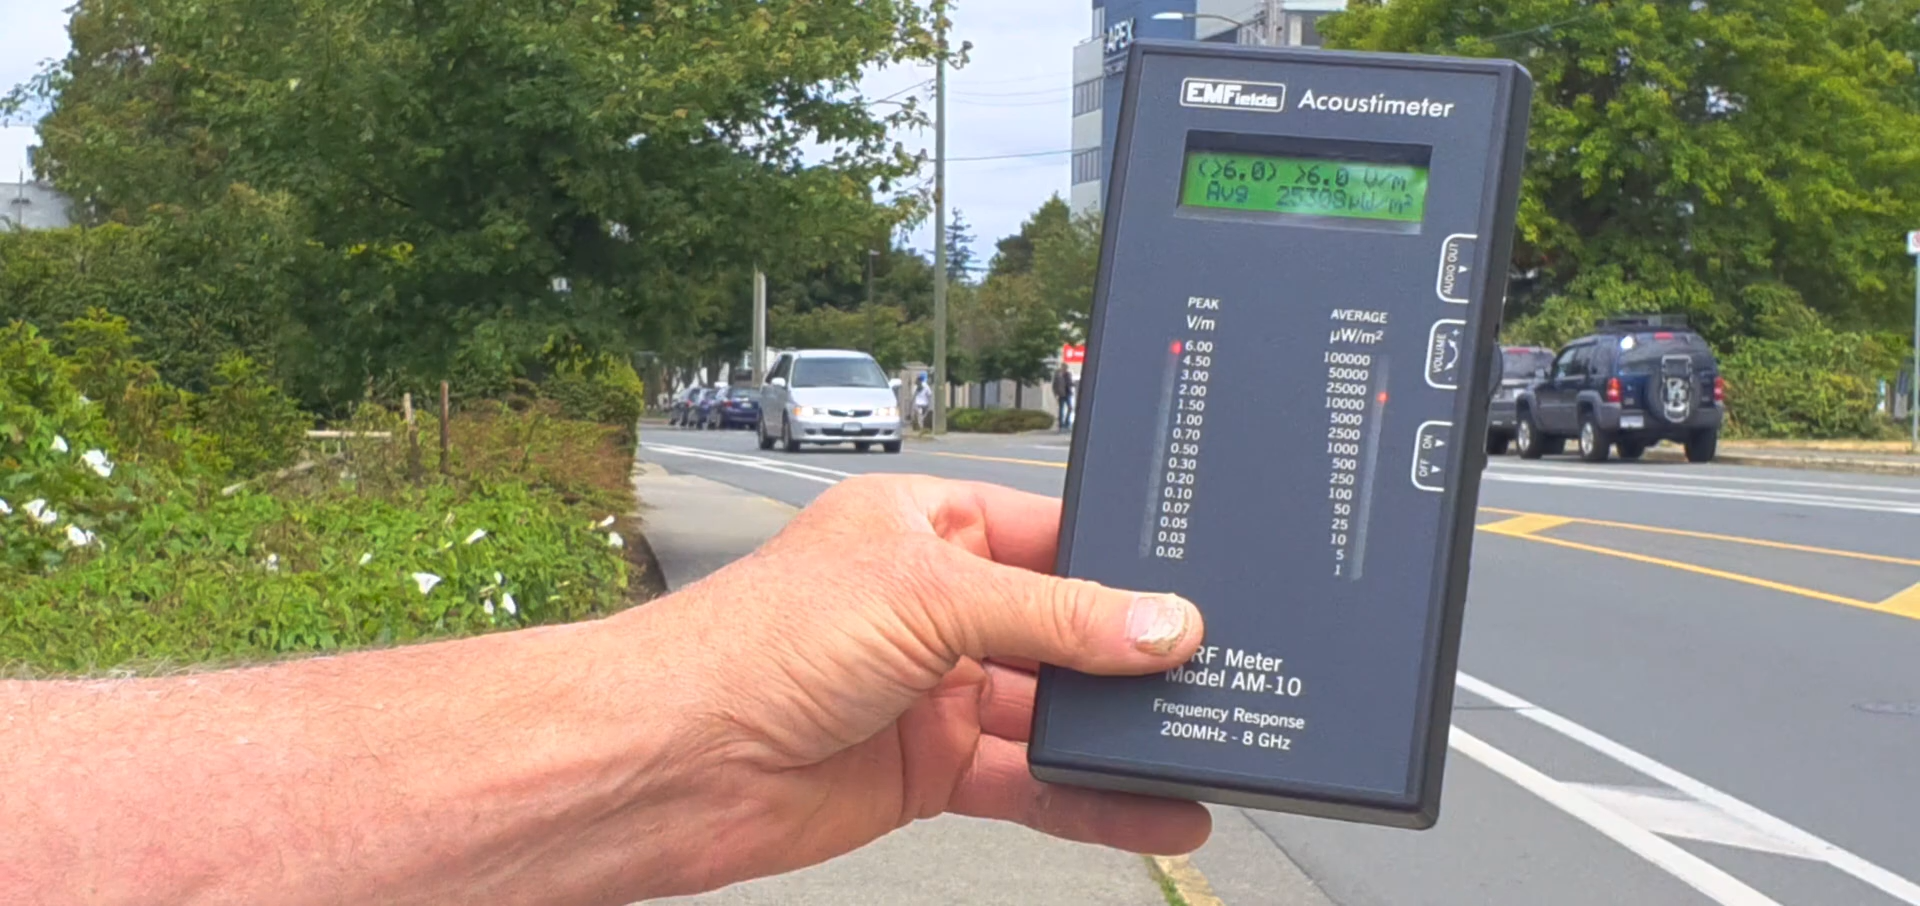 APEX
EMFields Acoustimeter
(>6.0) >6.0 V/m
Avg 25308µW/m²
AUDIO OUT
VOLUME + -
OFF ON
PEAK
V/m
6.00
4.50
3.00
2.00
1.50
1.00
0.70
0.50
0.30
0.20
0.10
0.07
0.05
0.03
0.02
AVERAGE
µW/m²
100000
50000
25000
10000
5000
2500
1000
500
250
100
50
25
10
5
1
RF Meter
Model AM-10
Frequency Response
200MHz - 8 GHz